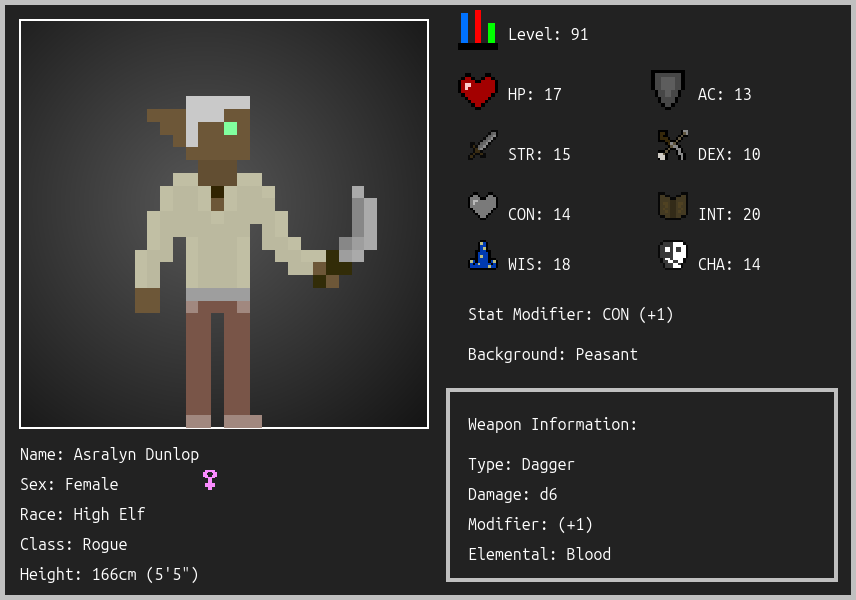 Level: 91
HP: 17
AC: 13
STR: 15
DEX: 10
CON: 14
INT: 20
WIS: 18
CHA: 14
Stat Modifier: CON (+1)
Background: Peasant
Weapon Information:
Type: Dagger
Damage: d6
Modifier: (+1)
Elemental: Blood
Name: Asralyn Dunlop
Sex: Female
Race: High Elf
Class: Rogue
Height: 166cm (5'5")